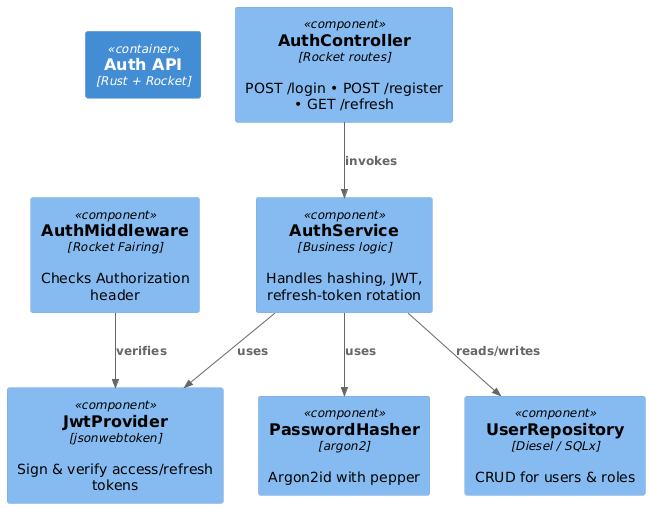 «container»
Auth API
[Rust + Rocket]
«component»
AuthController
[Rocket routes]
POST /login • POST /register
• GET /refresh
invokes
«component»
AuthMiddleware
[Rocket Fairing]
Checks Authorization
header
«component»
AuthService
[Business logic]
Handles hashing, JWT,
refresh-token rotation
verifies
uses
uses
reads/writes
«component»
JwtProvider
[jsonwebtoken]
Sign & verify access/refresh
tokens
«component»
PasswordHasher
[argon2]
Argon2id with pepper
«component»
UserRepository
[Diesel / SQLx]
CRUD for users & roles